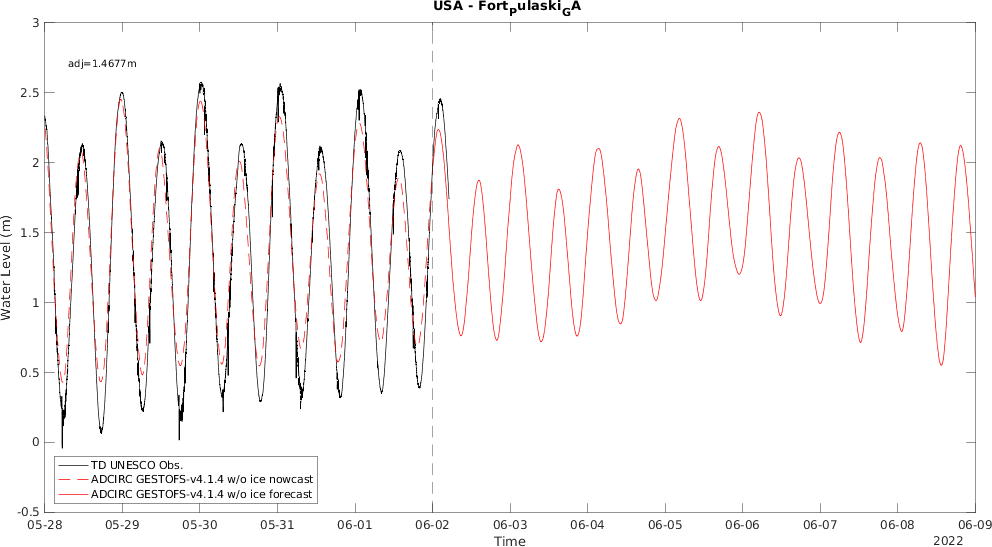 USA - Fort_Pulaski_GA
3
adj=1.4677m
2.5
2
1.5
1
0.5
0
-0.5
Water Level (m)
TD UNESCO Obs.
ADCIRC GESTOFS-v4.1.4 w/o ice nowcast
ADCIRC GESTOFS-v4.1.4 w/o ice forecast
05-28 05-29 05-30 05-31 06-01 06-02 06-03 06-04 06-05 06-06 06-07 06-08 06-09
Time
2022